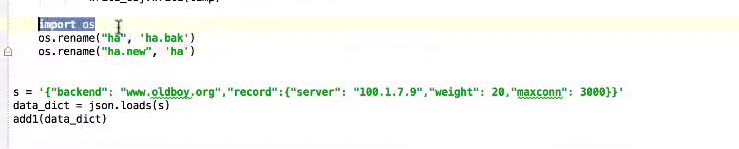 import os
os.rename("ha", 'ha.bak')
os.rename("ha.new", 'ha')
s = '{"backend": "www.oldboy.org","record":{"server": "100.1.7.9","weight": 20,"maxconn": 3000}}'
data_dict = json.loads(s)
add1(data_dict)